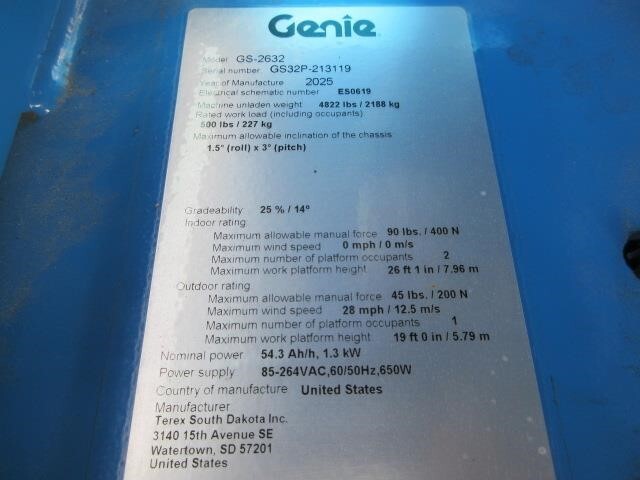 Genie
Model GS-2632
Serial number GS32P-213119
Year of Manufacture 2025
Electrical schematic number ES0619
Machine unladen weight 4822 lbs / 2188 kg
Rated work load (including occupants)
500 lbs / 227 kg
Maximum allowable inclination of the chassis
1.5° (roll) x 3° (pitch)
Gradeability 25 % / 14º
Indoor rating
Maximum allowable manual force 90 lbs. / 400 N
Maximum wind speed 0 mph / 0 m/s
Maximum number of platform occupants 2
Maximum work platform height 26 ft 1 in / 7.96 m
Outdoor rating
Maximum allowable manual force 45 lbs. / 200 N
Maximum wind speed 28 mph / 12.5 m/s
Maximum number of platform occupants 1
Maximum work platform height 19 ft 0 in / 5.79 m
Nominal power 54.3 Ah/h, 1.3 kW
Power supply 85-264VAC,60/50Hz,650W
Country of manufacture United States
Manufacturer
Terex South Dakota Inc.
3140 15th Avenue SE
Watertown, SD 57201
United States